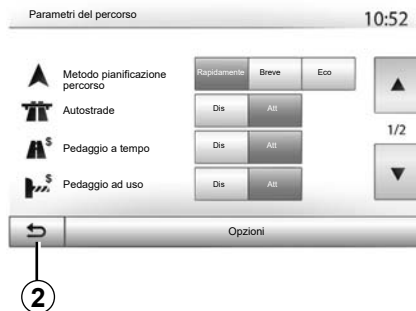 Parametri del percorso
10:52
Metodo pianificazione
percorso
Rapidamente Breve Eco
Autostrade
Dis Att
1/2
$
Pedaggio a tempo
Dis Att
$
Pedaggio ad uso
Dis Att
Opzioni
2